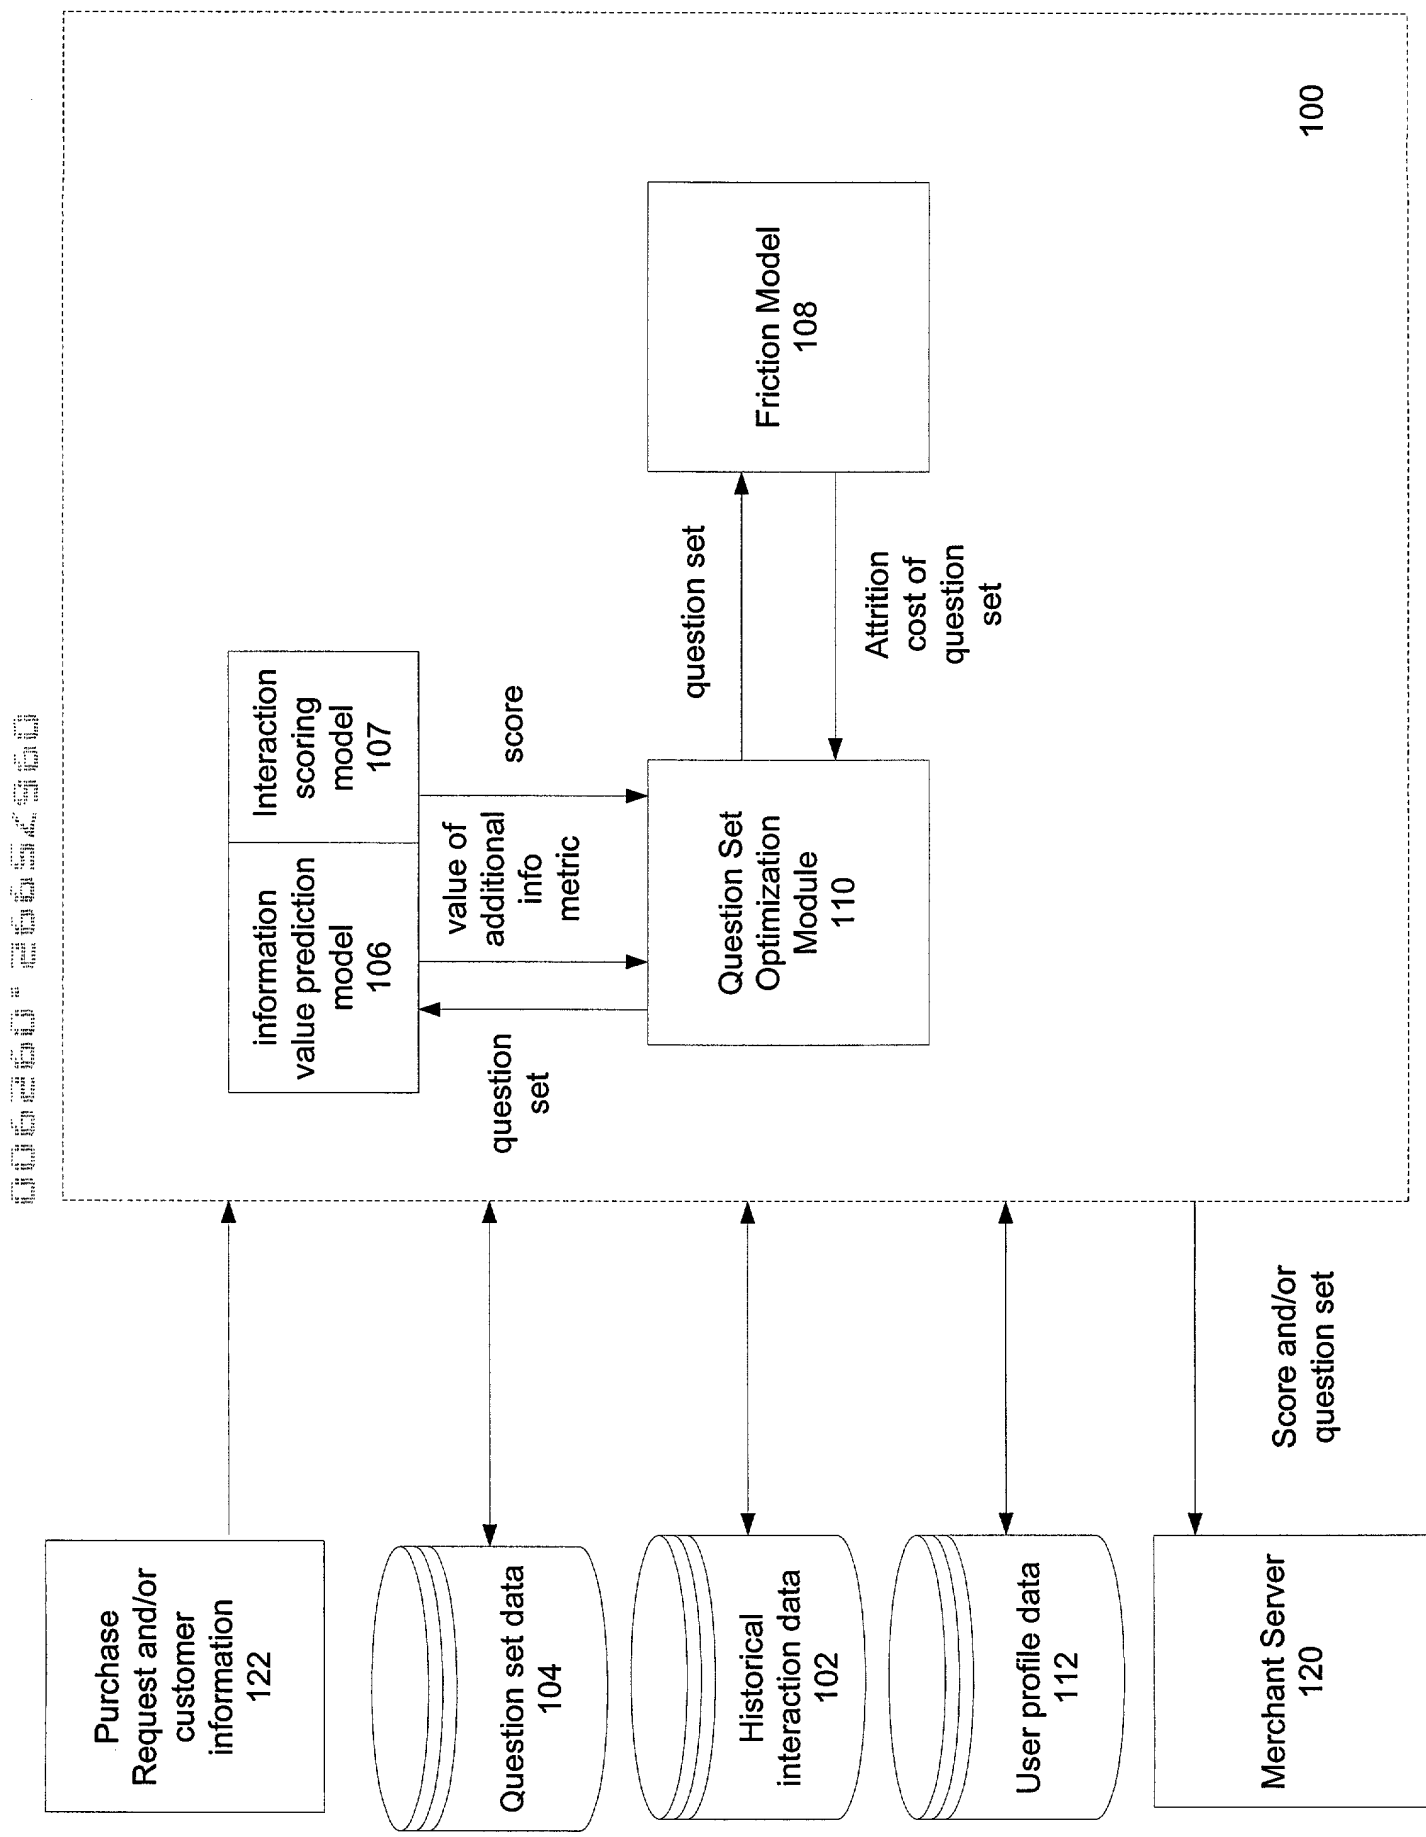 Purchase
Request and/or
customer
information
122
Question set data
104
Historical
interaction data
102
User profile data
112
Merchant Server
120
Score and/or
question set
information
value prediction
model
106
Interaction
scoring
model
107
question
set
value of
additional
info
metric
score
Question Set
Optimization
Module
110
question set
Attrition
cost of
question
set
Friction Model
108
100